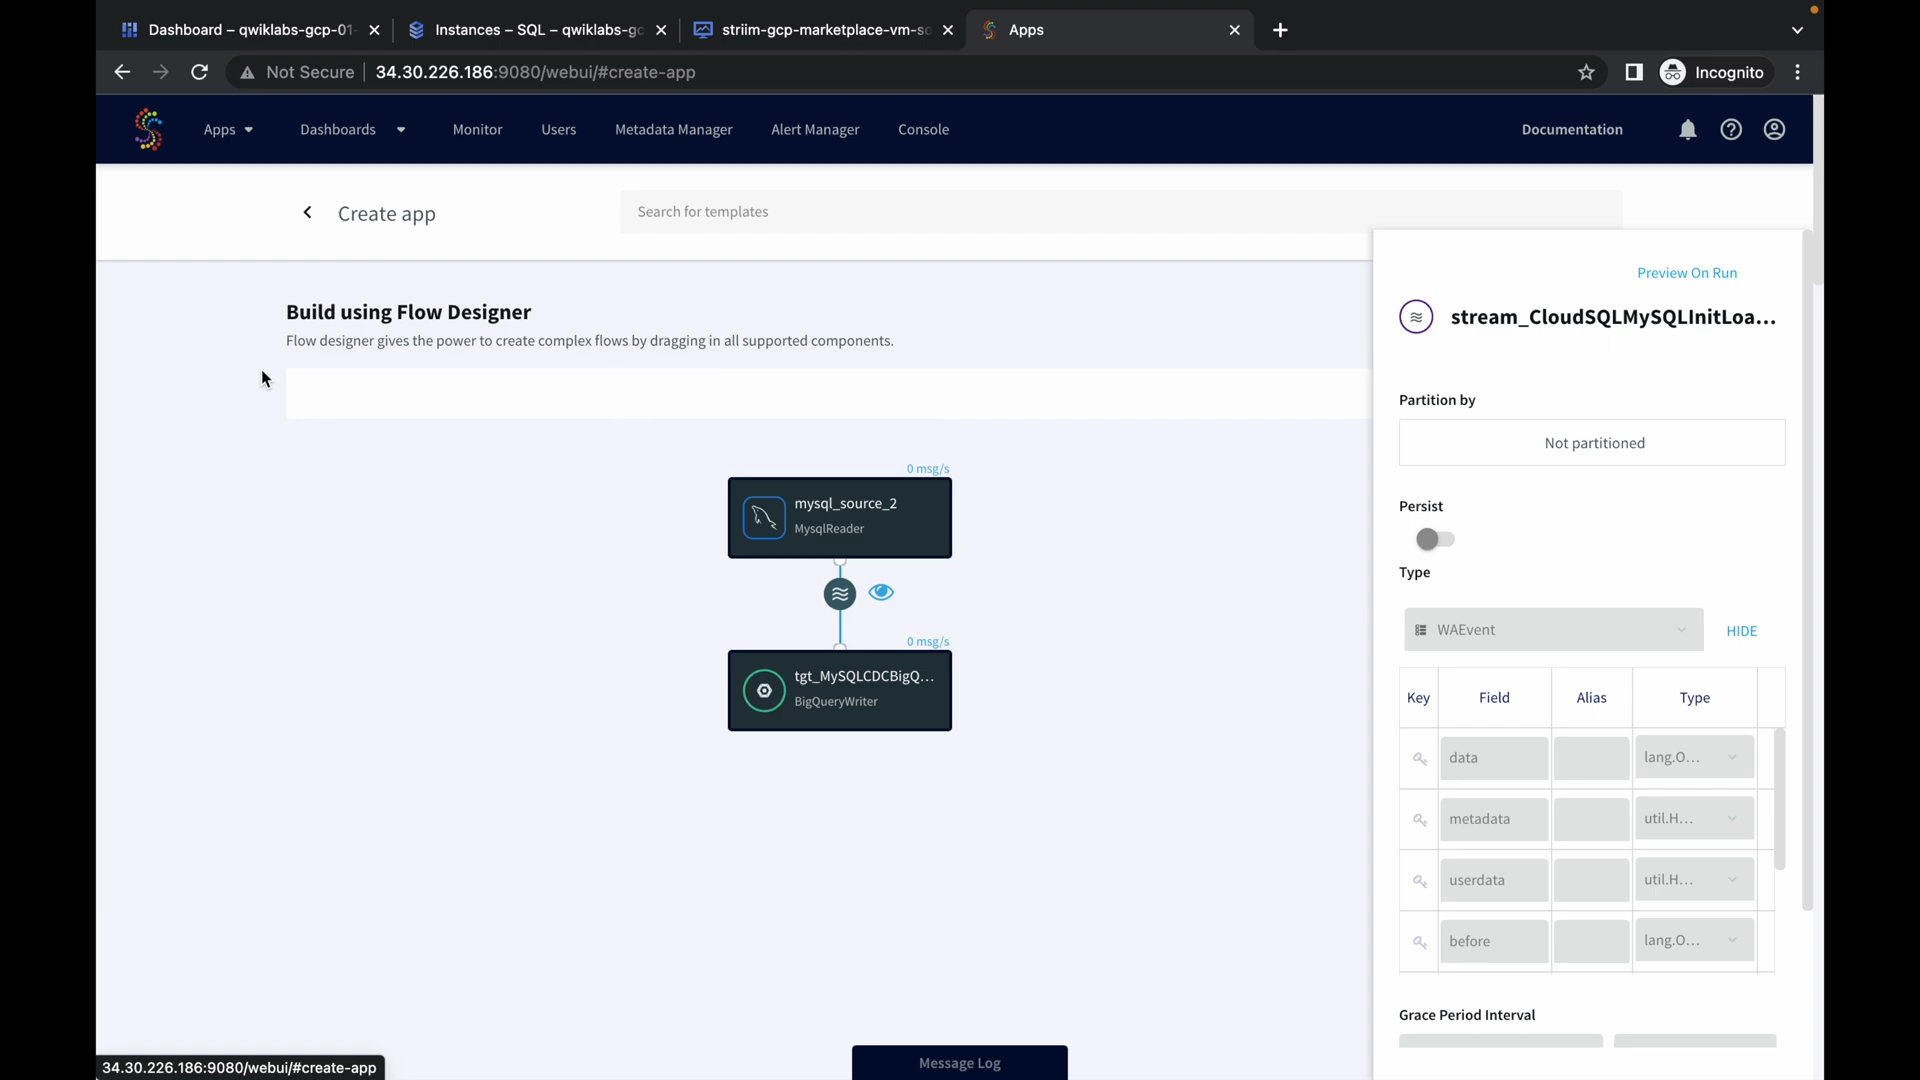 Dashboard – qwiklabs-gcp-01-
Instances – SQL – qwiklabs-gc
striim-gcp-marketplace-vm-so
Apps
Not Secure
34.30.226.186:9080/webui/#create-app
Incognito
Apps
Dashboards
Monitor
Users
Metadata Manager
Alert Manager
Console
Documentation
Create app
Search for templates
Preview On Run
Build using Flow Designer
Flow designer gives the power to create complex flows by dragging in all supported components.
stream_CloudSQLMySQLInitLoa...
Partition by
Not partitioned
0 msg/s
mysql_source_2
MysqlReader
Persist
Type
WAEvent
HIDE
0 msg/s
tgt_MySQLCDCBigQ...
BigQueryWriter
Key
Field
Alias
Type
data
lang.O...
metadata
util.H...
userdata
util.H...
before
lang.O...
Grace Period Interval
Message Log
34.30.226.186:9080/webui/#create-app